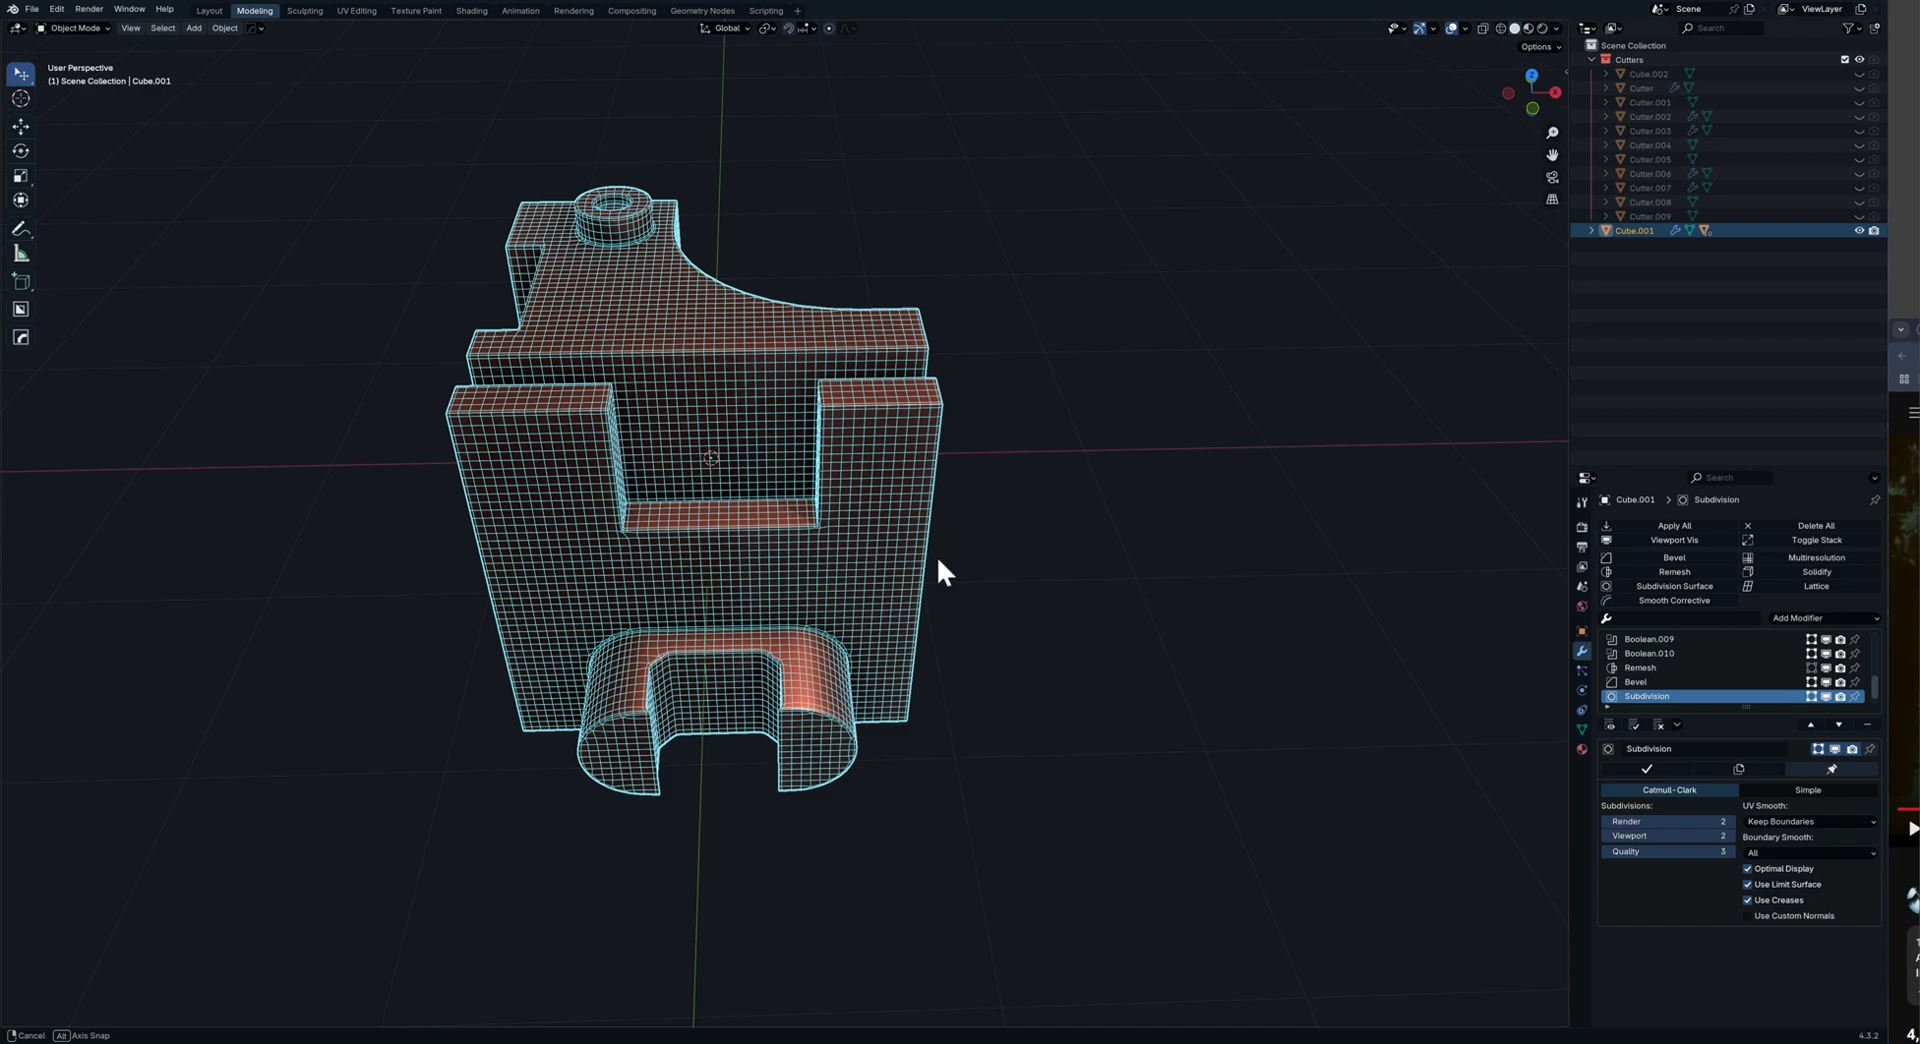 File Edit Render Window Help Layout Modeling Sculpting UV Editing Texture Paint Shading Animation Rendering Compositing Geometry Nodes Scripting + Scene ViewLayer
Object Mode View Select Add Object Global Search
Options
User Perspective
(1) Scene Collection | Cube.001
Z
X
Scene Collection
Cutters
Cube.002
Cutter
Cutter.001
Cutter.002
Cutter.003
Cutter.004
Cutter.005
Cutter.006
Cutter.007
Cutter.008
Cutter.009
Cube.001
Search
Cube.001 > Subdivision
Apply All Delete All
Viewport Vis Toggle Stack
Bevel Multiresolution
Remesh Solidify
Subdivision Surface Lattice
Smooth Corrective
Add Modifier
Boolean.009
Boolean.010
Remesh
Bevel
Subdivision
Subdivision
Catmull-Clark Simple
Subdivisions: UV Smooth:
Render 2 Keep Boundaries
Viewport 2 Boundary Smooth:
Quality 3 All
Optimal Display
Use Limit Surface
Use Creases
Use Custom Normals
Cancel Alt Axis Snap 4.3.2